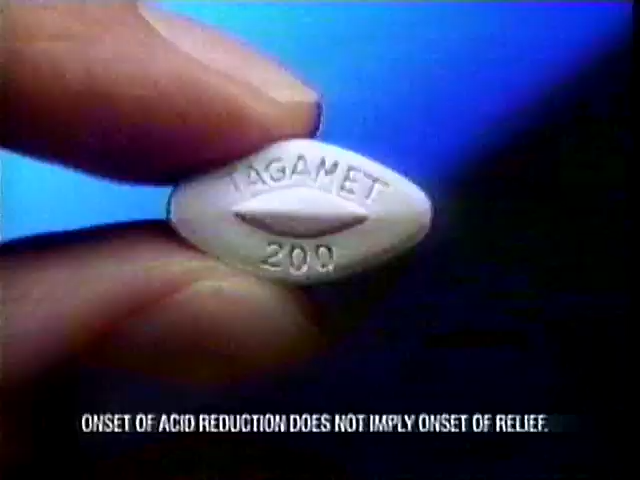 TAGAMET
200
ONSET OF ACID REDUCTION DOES NOT IMPLY ONSET OF RELIEF.